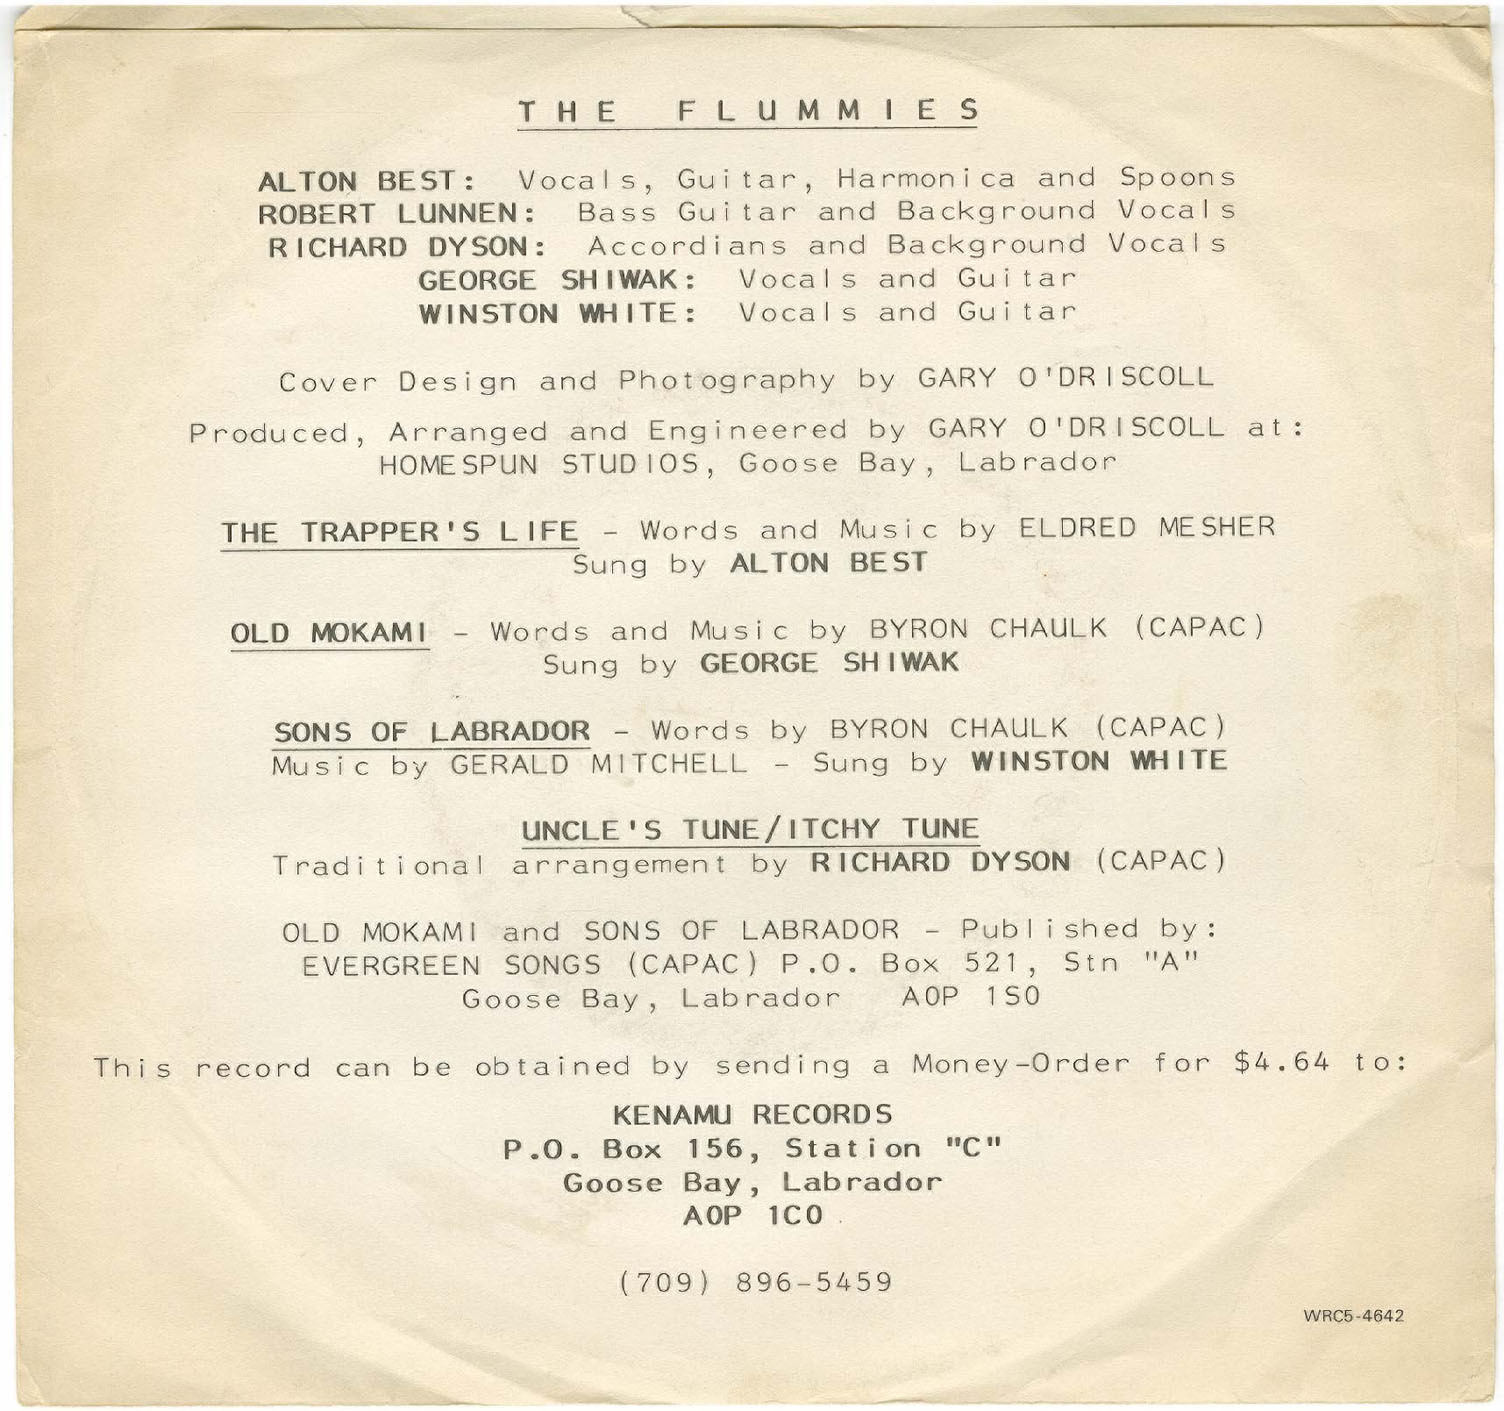 THE FLUMMIES
ALTON BEST: Vocals, Guitar, Harmonica and Spoons
ROBERT LUNNEN: Bass Guitar and Background Vocals
RICHARD DYSON: Accordians and Background Vocals
GEORGE SHIWAK: Vocals and Guitar
WINSTON WHITE: Vocals and Guitar
Cover Design and Photography by GARY O'DRISCOLL
Produced, Arranged and Engineered by GARY O'DRISCOLL at:
HOMESPUN STUDIOS, Goose Bay, Labrador
THE TRAPPER'S LIFE - Words and Music by ELDRED MESHER
Sung by ALTON BEST
OLD MOKAMI - Words and Music by BYRON CHAULK (CAPAC)
Sung by GEORGE SHIWAK
SONS OF LABRADOR - Words by BYRON CHAULK (CAPAC)
Music by GERALD MITCHELL - Sung by WINSTON WHITE
UNCLE'S TUNE/ITCHY TUNE
Traditional arrangement by RICHARD DYSON (CAPAC)
OLD MOKAMI and SONS OF LABRADOR - Published by:
EVERGREEN SONGS (CAPAC) P.O. Box 521, Stn "A"
Goose Bay, Labrador AOP 1SO
This record can be obtained by sending a Money-Order for $4.64 to:
KENAMU RECORDS
P.O. Box 156, Station "C"
Goose Bay, Labrador
AOP 1CO
(709) 896-5459
WRC5-4642